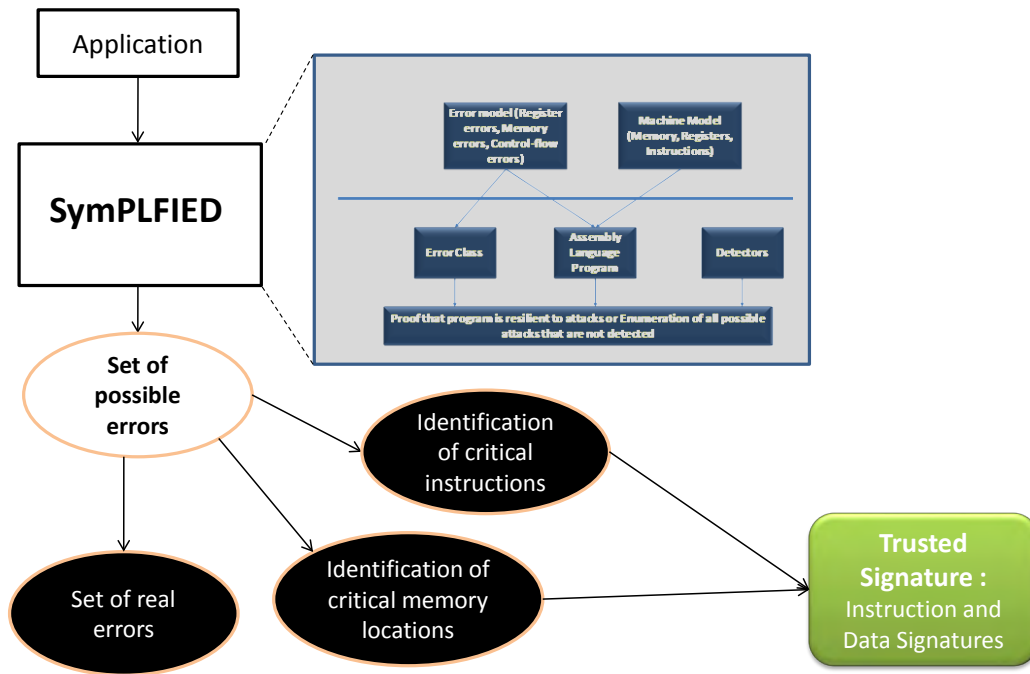 Application
SymPLFIED
Error model (Register
errors, Memory
errors, Control-flow
errors)
Machine Model
(Memory, Registers,
Instructions)
Error Class
Assembly
Language
Program
Detectors
Proof that program is resilient to attacks or Enumeration of all possible
attacks that are not detected
Set of
possible
errors
Identification
of critical
instructions
Set of real
errors
Identification of
critical memory
locations
Trusted
Signature :
Instruction and
Data Signatures